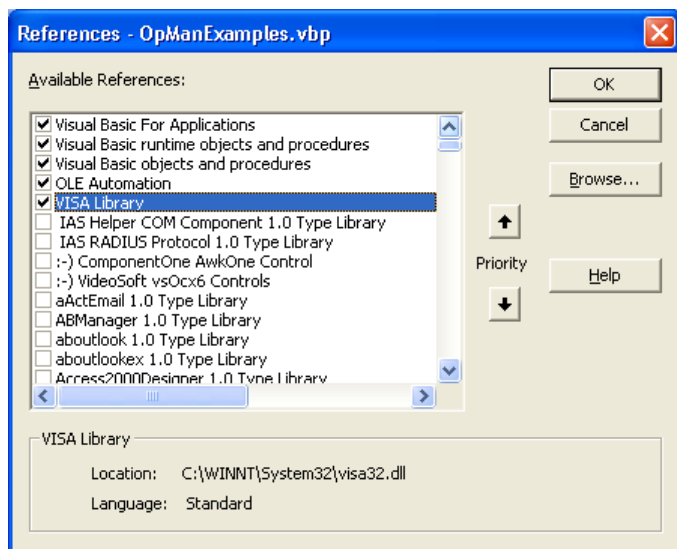 References - OpManExamples.vbp
Available References:
Visual Basic For Applications
Visual Basic runtime objects and procedures
Visual Basic objects and procedures
OLE Automation
VISA Library
IAS Helper COM Component 1.0 Type Library
IAS RADIUS Protocol 1.0 Type Library
:-) ComponentOne AwkOne Control
:-) VideoSoft vsOcx6 Controls
aActEmail 1.0 Type Library
ABManager 1.0 Type Library
aboutlook 1.0 Type Library
aboutlookex 1.0 Type Library
Access2000Designer 1.0 Type Library
OK
Cancel
Browse...
Priority
Help
VISA Library
Location: C:\WINNT\System32\visa32.dll
Language: Standard